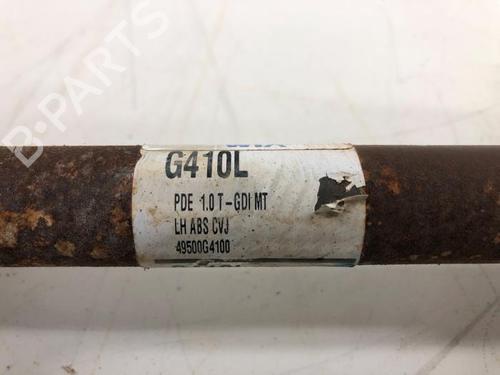 B-PARTS
G410L
PDE 1.0 T-GDI MT
LH ABS CVJ
49500G4100